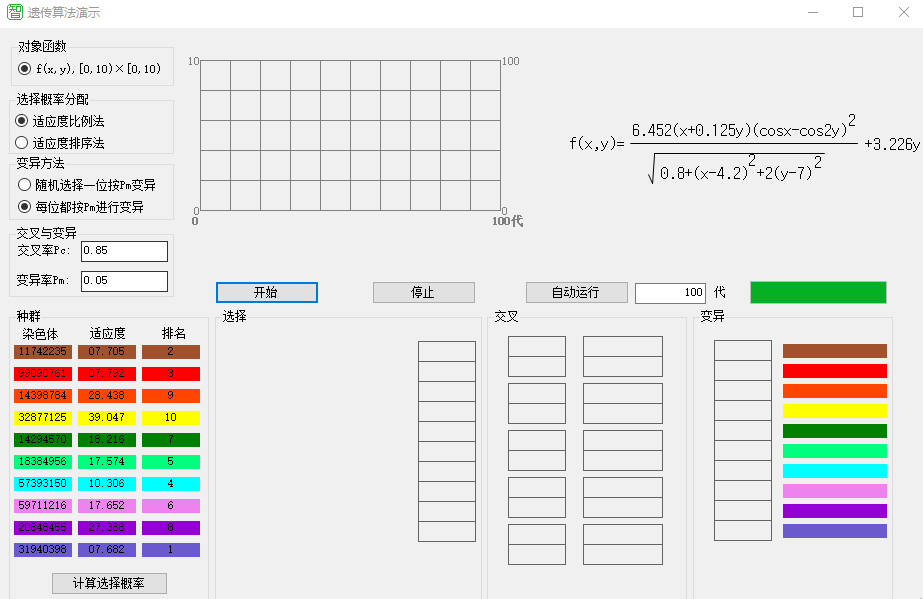 智 遗传算法演示
对象函数
f(x,y),[0,10)×[0,10)
选择概率分配
适应度比例法
适应度排序法
变异方法
随机选择一位按Pm变异
每位都按Pm进行变异
交叉与变异
交叉率Pc: 0.85
变异率Pm: 0.05
10 100
0 0
0 100代
f(x,y)= 6.452(x+0.125y)(cosx-cos2y)^2 / √0.8+(x-4.2)^2+2(y-7)^2 +3.226y
开始 停止 自动运行 100 代
种群
染色体 适应度 排名
11742235 07.705 2
99090761 07.792 3
14398784 28.438 9
32877125 39.047 10
14294570 18.216 7
18384956 17.574 5
57393150 10.306 4
59711216 17.652 6
20848455 27.388 8
31940398 07.682 1
计算选择概率
选择
交叉
变异